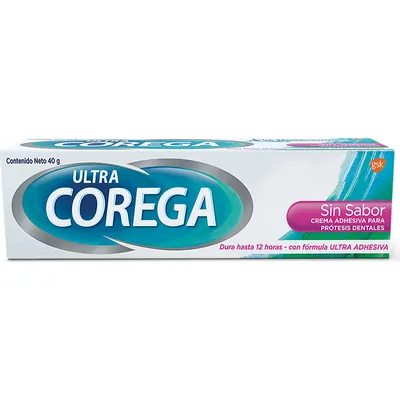 Contenido Neto 40 g
ULTRA
COREGA
gsk
Sin Sabor
CREMA ADHESIVA PARA
PRÓTESIS DENTALES
Dura hasta 12 horas - con fórmula ULTRA ADHESIVA